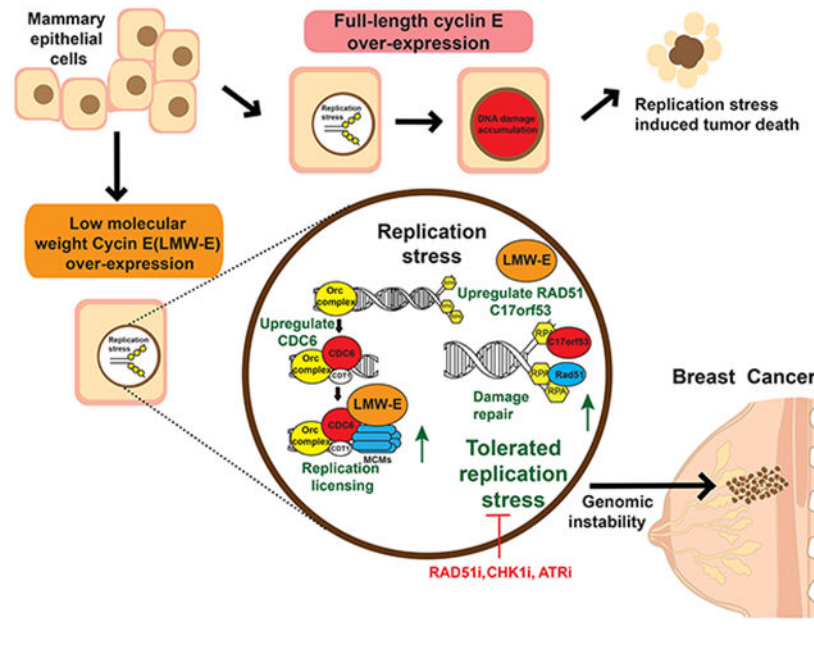 Mammary
epithelial
cells
Full-length cyclin E
over-expression
Replication
stress
DNA damage
accumulation
Replication stress
induced tumor death
Low molecular
weight Cycin E(LMW-E)
over-expression
Replication
stress
Replication
stress
LMW-E
Upregulate RAD51
C17orf53
Orc
complex
RPA
RPA
RPA
Upregulate
CDC6
Orc
complex
CDC6
CDT1
RPA
C17orf53
RPA
Rad51
RPA
Damage
repair
LMW-E
Orc
complex
CDC6
CDT1
MCMs
Replication
licensing
Tolerated
replication
stress
RAD51i, CHK1i, ATRi
Genomic
instability
Breast Cancer